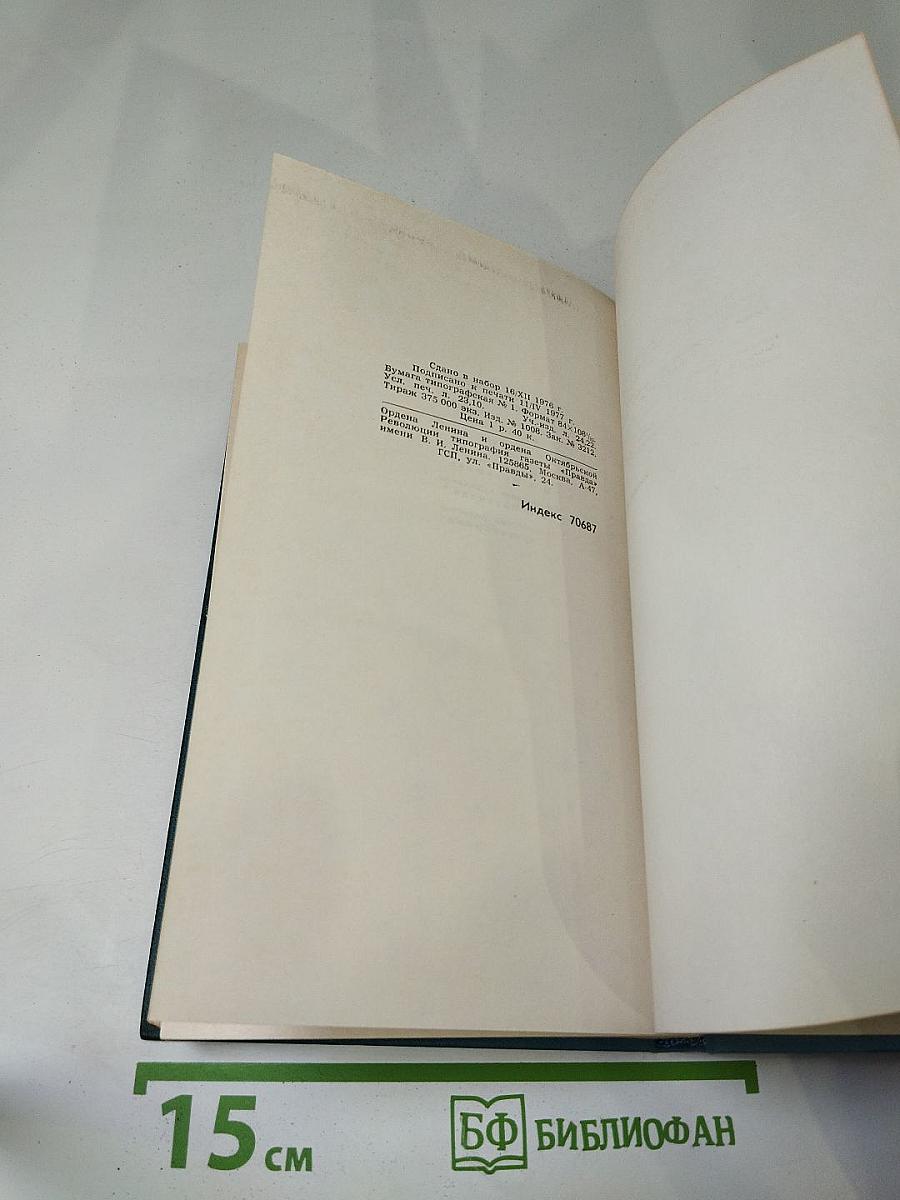 Сдано в набор 16/XII 1976 г.
Подписано к печати 11/IV 1977 г.
Бумага типографская № 1. Формат 84×108¹/₃₂.
Усл. печ. л. 23,10. Уч.-изд. л. 24,22.
Тираж 375 000 экз. Изд. № 1008. Зак. № 3212.
Цена 1 р. 40 к.
Ордена Ленина и ордена Октябрьской
Революции типография газеты «Правда»
имени В. И. Ленина. 125865, Москва, А-47,
ГСП, ул. «Правды», 24.
Индекс 70687
15 см
БФ БИБЛИОФАН